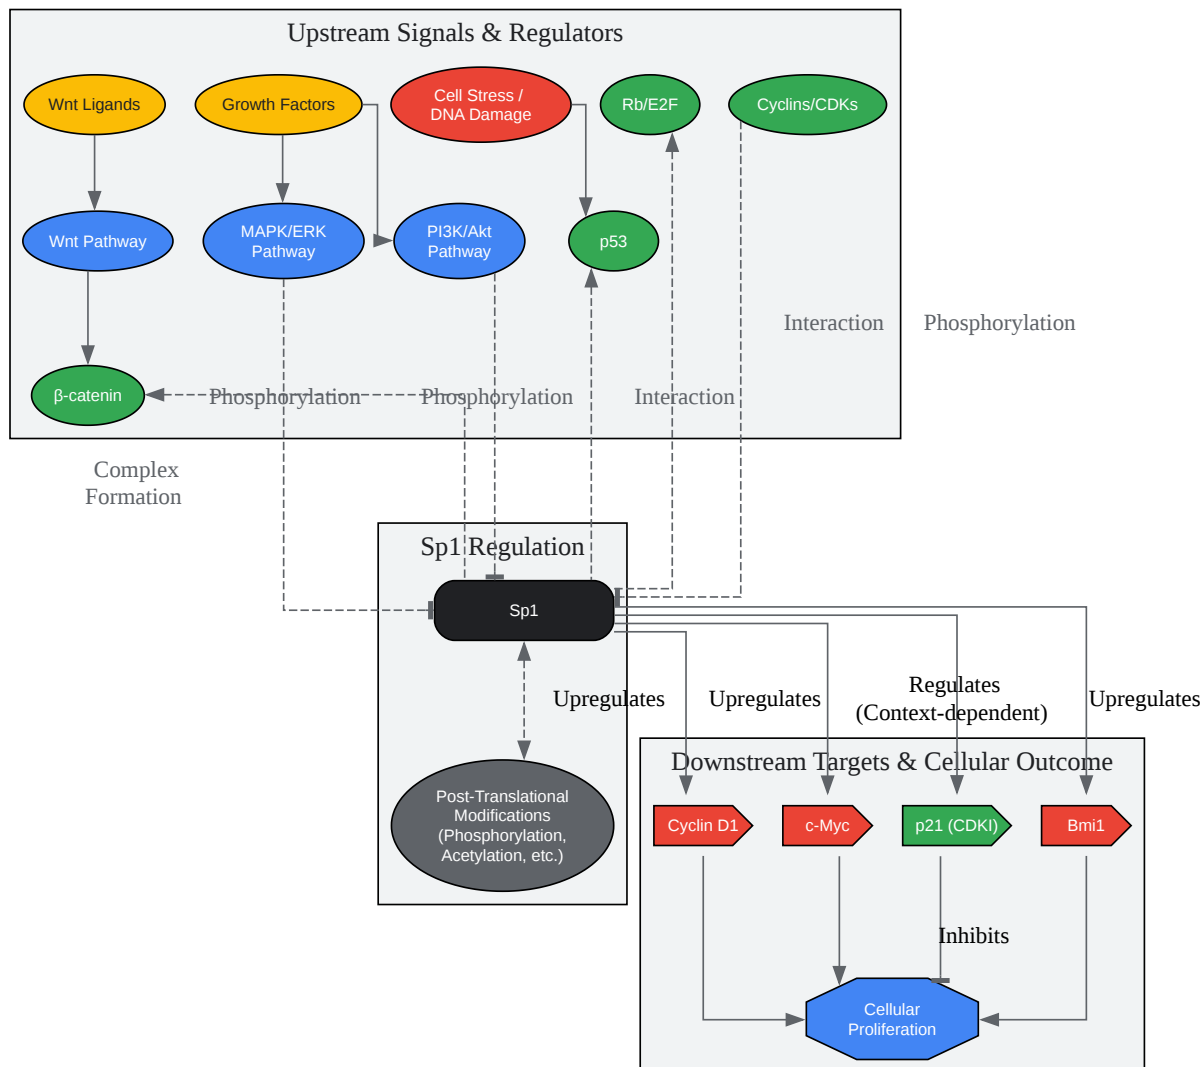 Upstream Signals & Regulators
Wnt Ligands
Growth Factors
Cell Stress /
DNA Damage
Rb/E2F
Cyclins/CDKs
Wnt Pathway
MAPK/ERK
Pathway
PI3K/Akt
Pathway
p53
Interaction
Phosphorylation
β-catenin
Phosphorylation
Phosphorylation
Interaction
Complex
Formation
Sp1 Regulation
Sp1
Upregulates
Upregulates
Regulates
(Context-dependent)
Upregulates
Post-Translational
Modifications
(Phosphorylation,
Acetylation, etc.)
Downstream Targets & Cellular Outcome
Cyclin D1
c-Myc
p21 (CDKI)
Bmi1
Inhibits
Cellular
Proliferation